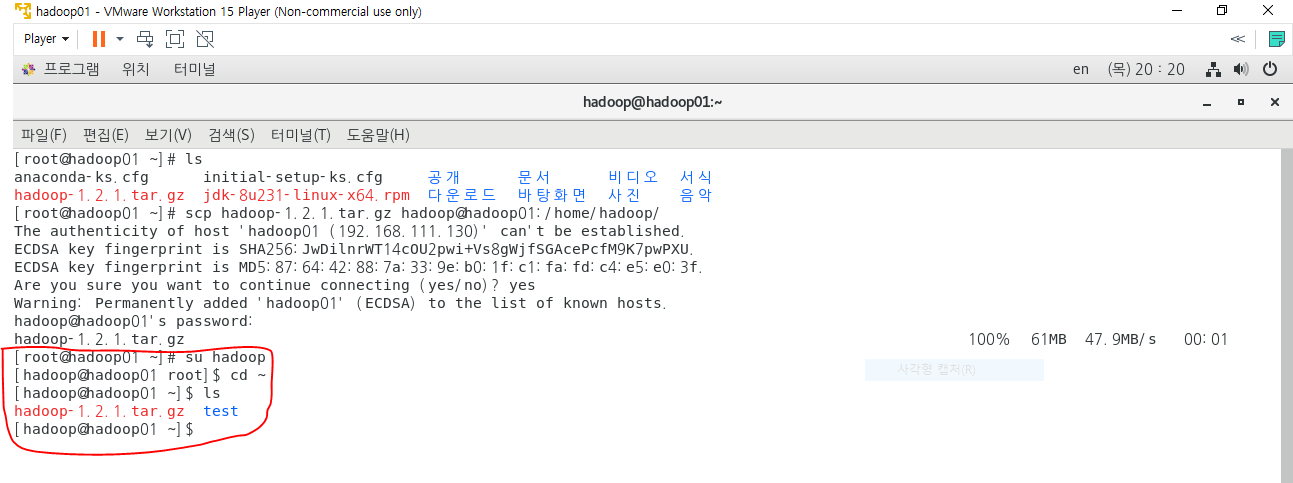 hadoop01 - VMware Workstation 15 Player (Non-commercial use only)
Player
프로그램 위치 터미널 en (목) 20 : 20
hadoop@hadoop01:~
파일(F) 편집(E) 보기(V) 검색(S) 터미널(T) 도움말(H)
[root@hadoop01 ~]# ls
anaconda-ks.cfg initial-setup-ks.cfg 공개 문서 비디오 서식
hadoop-1.2.1.tar.gz jdk-8u231-linux-x64.rpm 다운로드 바탕화면 사진 음악
[root@hadoop01 ~]# scp hadoop-1.2.1.tar.gz hadoop@hadoop01:/home/hadoop/
The authenticity of host 'hadoop01 (192.168.111.130)' can't be established.
ECDSA key fingerprint is SHA256:JwDilnrWT14cOU2pwi+Vs8gWjfSGAcePcfM9K7pwPXU.
ECDSA key fingerprint is MD5:87:64:42:88:7a:33:9e:b0:1f:c1:fa:fd:c4:e5:e0:3f.
Are you sure you want to continue connecting (yes/no)? yes
Warning: Permanently added 'hadoop01' (ECDSA) to the list of known hosts.
hadoop@hadoop01's password:
hadoop-1.2.1.tar.gz 100% 61MB 47.9MB/s 00:01
[root@hadoop01 ~]# su hadoop
[hadoop@hadoop01 root]$ cd ~
사각형 캡처(R)
[hadoop@hadoop01 ~]$ ls
hadoop-1.2.1.tar.gz test
[hadoop@hadoop01 ~]$